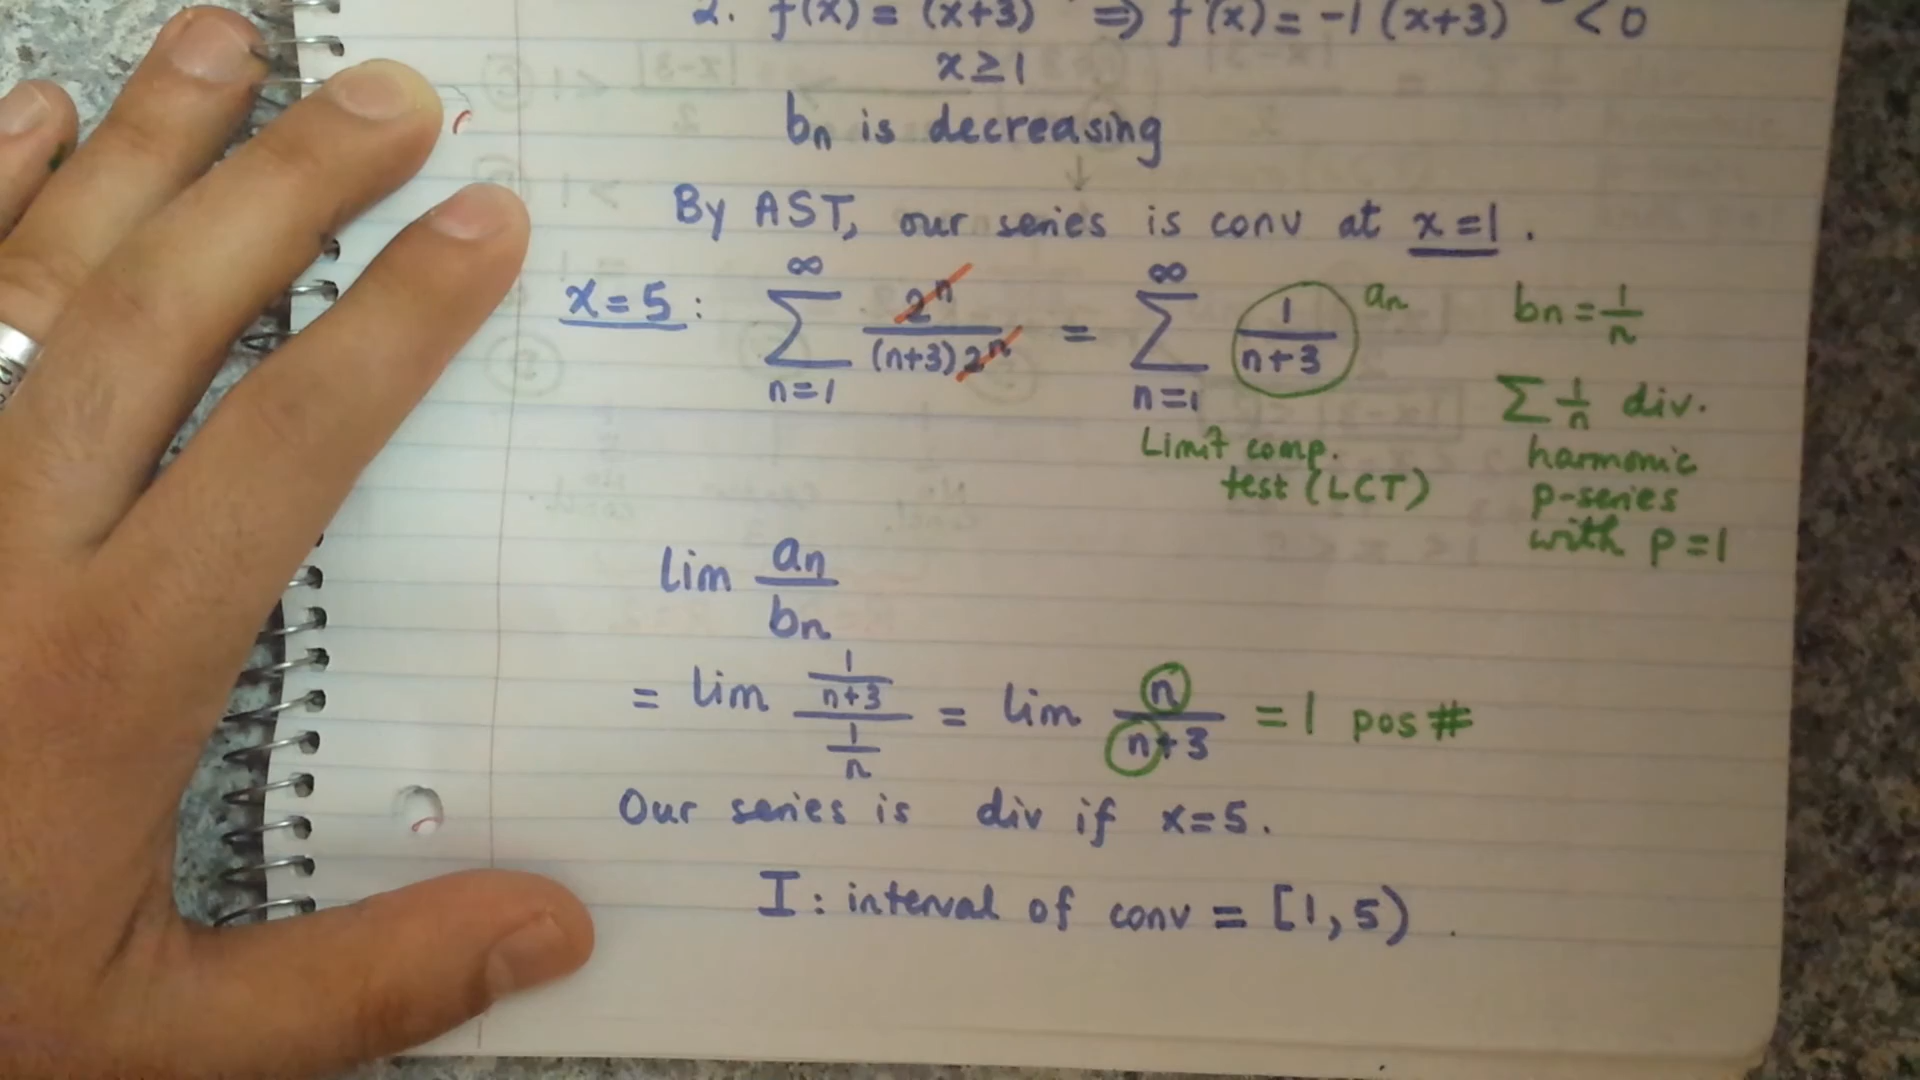 2. f(x) = (x+3) ⇒ f'(x) = -1 (x+3) < 0
x ≥ 1
bn is decreasing
By AST, our series is conv at x=1.
x=5: ∞ Σ n=1 2^n / (n+3) 2^n = ∞ Σ n=1 1 / n+3 an
bn = 1/n
Σ 1/n div.
harmonic
p-series
with p=1
Limit comp.
test (LCT)
lim an / bn
= lim (1/n+3) / (1/n) = lim n / n+3 = 1 pos #
Our series is div if x=5.
I: interval of conv = [1,5).